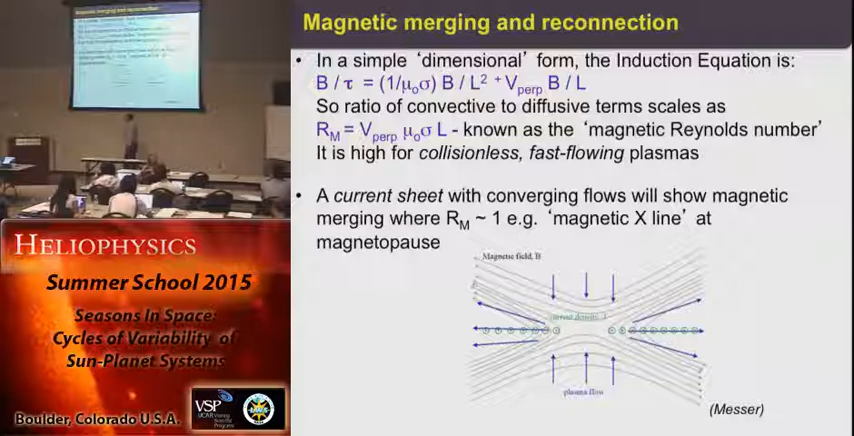 Magnetic merging and reconnection
• In a simple ‘dimensional’ form, the Induction Equation is:
B / τ = (1/μoσ) B / L² + Vperp B / L
So ratio of convective to diffusive terms scales as
RM = Vperp μoσ L - known as the ‘magnetic Reynolds number’
It is high for collisionless, fast-flowing plasmas
• A current sheet with converging flows will show magnetic
merging where RM ~ 1 e.g. ‘magnetic X line’ at
magnetopause
Magnetic field, B
current density, J
plasma flow
(Messer)
HELIOPHYSICS
Summer School 2015
Seasons In Space:
Cycles of Variability of
Sun-Planet Systems
VSP
UCAR Visiting
Scientist
Programs
Boulder, Colorado U.S.A.